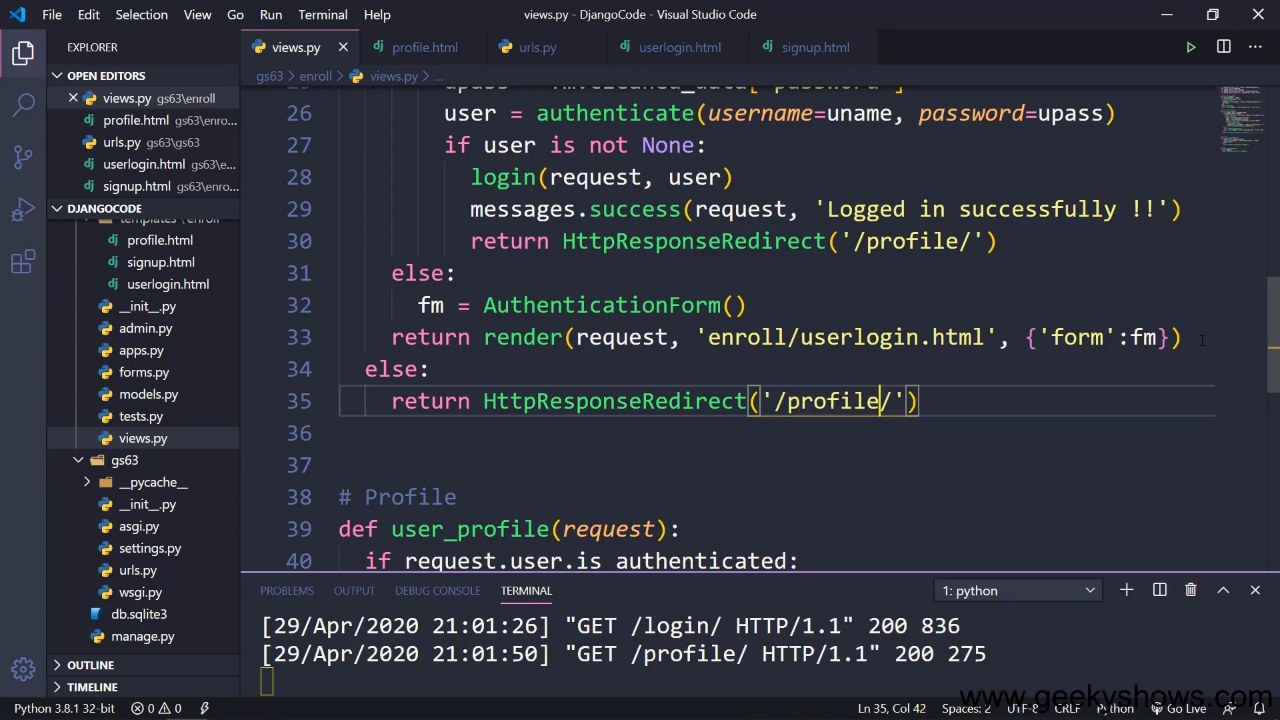 File Edit Selection View Go Run Terminal Help
views.py - DjangoCode - Visual Studio Code
EXPLORER
OPEN EDITORS
views.py gs63\enroll
profile.html gs63\enro...
urls.py gs63\gs63
userlogin.html gs63\e...
signup.html gs63\enro...
DJANGOCODE
templates \ enroll
profile.html
signup.html
userlogin.html
__init__.py
admin.py
apps.py
forms.py
models.py
tests.py
views.py
gs63
__pycache__
__init__.py
asgi.py
settings.py
urls.py
wsgi.py
db.sqlite3
manage.py
OUTLINE
TIMELINE
views.py profile.html urls.py userlogin.html signup.html
gs63 > enroll > views.py > ...
26 user = authenticate(username=uname, password=upass)
27 if user is not None:
28 login(request, user)
29 messages.success(request, 'Logged in successfully !!')
30 return HttpResponseRedirect('/profile/')
31 else:
32 fm = AuthenticationForm()
33 return render(request, 'enroll/userlogin.html', {'form':fm})
34 else:
35 return HttpResponseRedirect('/profile/')
36
37
38 # Profile
39 def user_profile(request):
40 if request.user.is_authenticated:
PROBLEMS OUTPUT DEBUG CONSOLE TERMINAL 1: python
[29/Apr/2020 21:01:26] "GET /login/ HTTP/1.1" 200 836
[29/Apr/2020 21:01:50] "GET /profile/ HTTP/1.1" 200 275
www.geekyshows.com
Python 3.8.1 32-bit 0 0 Ln 35, Col 42 Spaces: 2 UTF-8 CRLF Python Go Live